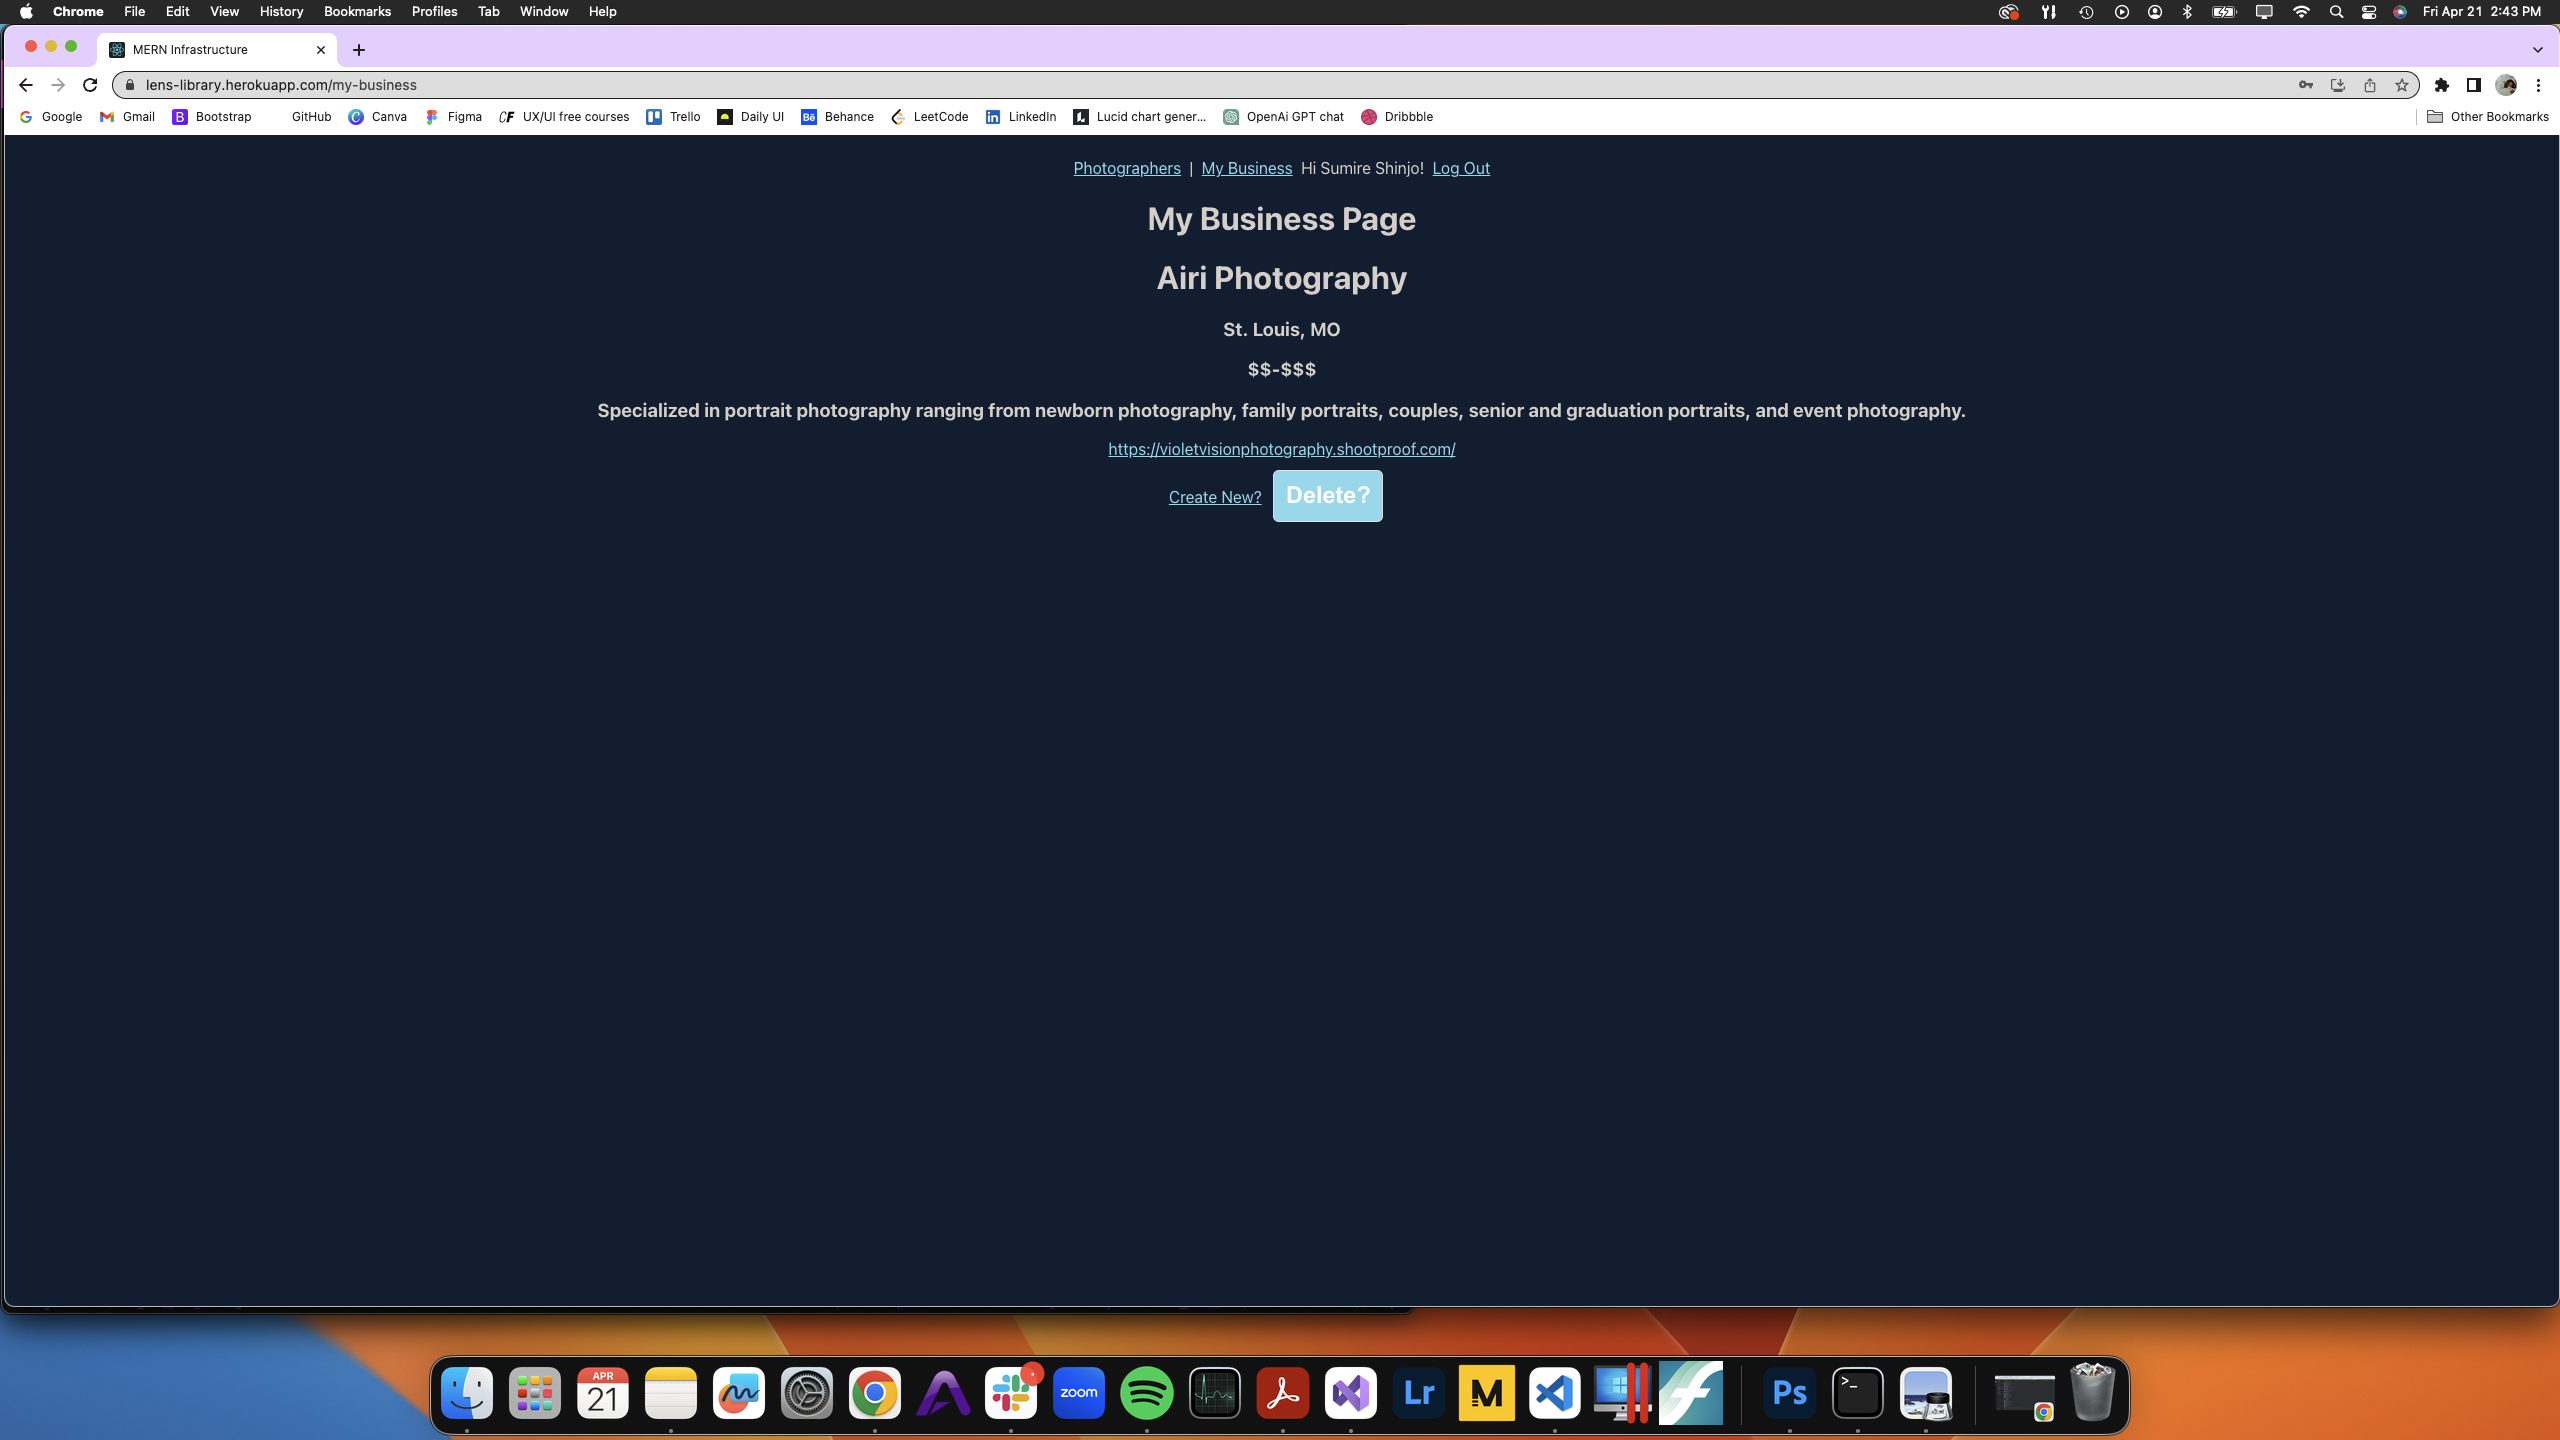 Chrome File Edit View History Bookmarks Profiles Tab Window Help Fri Apr 21 2:43 PM
MERN Infrastructure
lens-library.herokuapp.com/my-business
Google Gmail Bootstrap GitHub Canva Figma UX/UI free courses Trello Daily UI Behance LeetCode LinkedIn Lucid chart gener... OpenAi GPT chat Dribbble Other Bookmarks
Photographers | My Business Hi Sumire Shinjo! Log Out
My Business Page
Airi Photography
St. Louis, MO
$$-$$$
Specialized in portrait photography ranging from newborn photography, family portraits, couples, senior and graduation portraits, and event photography.
https://violetvisionphotography.shootproof.com/
Create New? Delete?
APR
21
zoom
Lr
M
Ps
>_